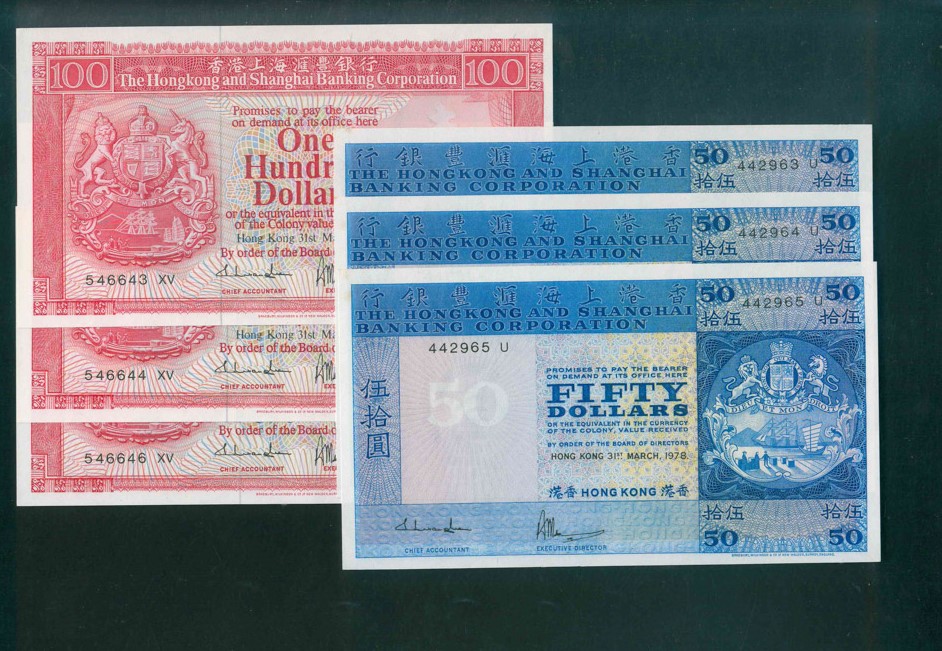 100 香港上海滙豐銀行 100
The Hongkong and Shanghai Banking Corporation
Promises to pay the bearer
on demand at its office here
One
Hundr
Dollar
or the equivalent in th
of the Colony value
Hong Kong 31st M
By order of the Board
546643 XV
CHIEF ACCOUNTANT
Hong Kong 31st M
By order of the Board
546644 XV
CHIEF ACCOUNTANT
By order of the Board
546646 XV
CHIEF ACCOUNTANT
行銀豐滙海上港香
THE HONGKONG AND SHANGHAI
BANKING CORPORATION
50 442963 U 50
拾伍 拾伍
行銀豐滙海上港香
THE HONGKONG AND SHANGHAI
BANKING CORPORATION
50 442964 U 50
拾伍 拾伍
行銀豐滙海上港香
THE HONGKONG AND SHANGHAI
BANKING CORPORATION
50 442965 U 50
拾伍 拾伍
442965 U
伍拾圓
50
PROMISES TO PAY THE BEARER
ON DEMAND AT ITS OFFICE HERE
FIFTY
DOLLARS
OR THE EQUIVALENT IN THE CURRENCY
OF THE COLONY, VALUE RECEIVED
BY ORDER OF THE BOARD OF DIRECTORS
HONG KONG 31ST MARCH, 1978
港香 HONG KONG 港香
DIEU ET MON DROIT
CHIEF ACCOUNTANT
EXECUTIVE DIRECTOR
拾伍 拾伍
50 50